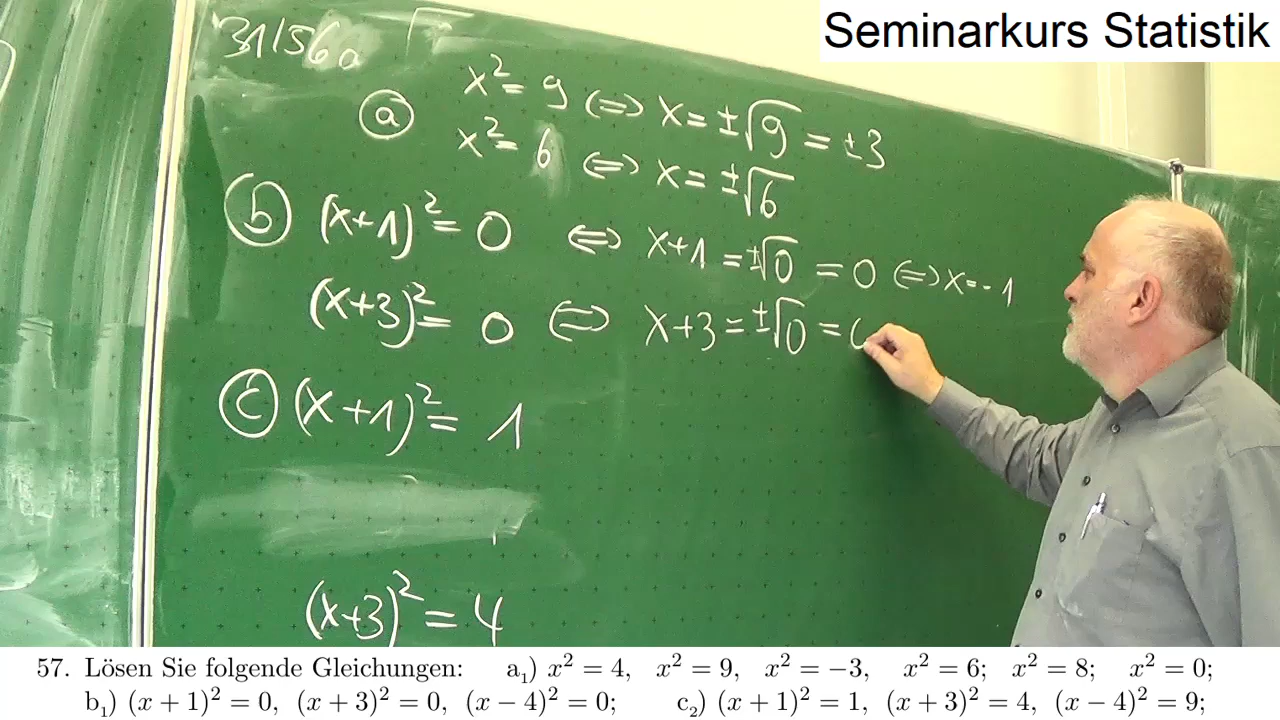 Seminarkurs Statistik
31/56a
ⓐ x² = 9 ⟺ x = ±√9 = ±3
x² = 6 ⟺ x = ±√6
ⓑ (x+1)² = 0 ⟺ x+1 = ±√0 = 0 ⟺ x = -1
(x+3)² = 0 ⟺ x+3 = ±√0 = 0
ⓒ (x+1)² = 1
(x+3)² = 4
57. Lösen Sie folgende Gleichungen: a₁) x² = 4, x² = 9, x² = −3, x² = 6; x² = 8; x² = 0;
b₁) (x + 1)² = 0, (x + 3)² = 0, (x − 4)² = 0; c₂) (x + 1)² = 1, (x + 3)² = 4, (x − 4)² = 9;